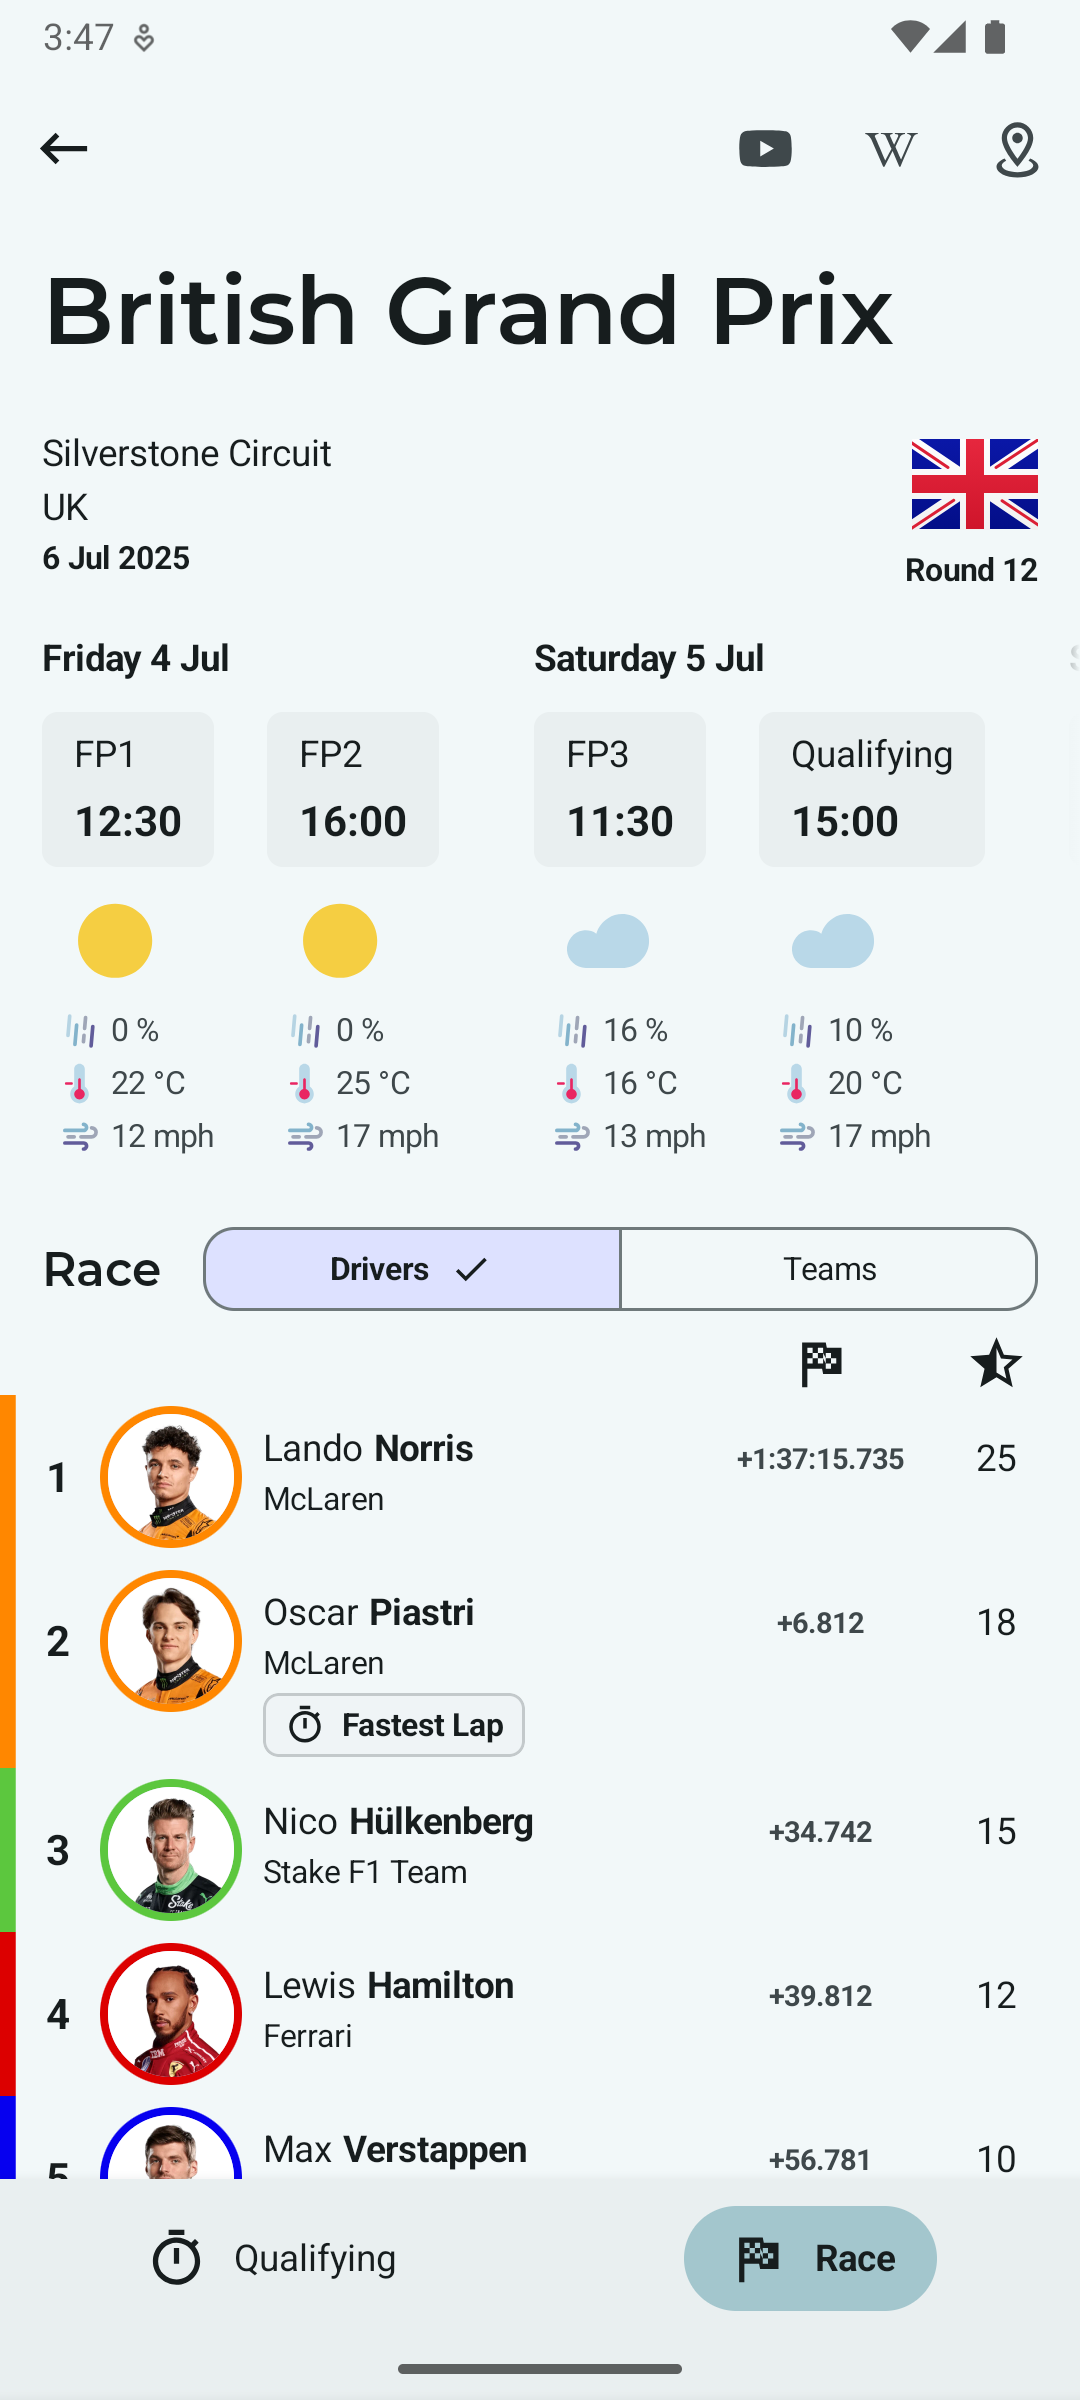 3:47
W
British Grand Prix
Silverstone Circuit
UK
6 Jul 2025
Round 12
Friday 4 Jul
Saturday 5 Jul
FP1
12:30
FP2
16:00
FP3
11:30
Qualifying
15:00
0 %
0 %
16 %
10 %
22 °C
25 °C
16 °C
20 °C
12 mph
17 mph
13 mph
17 mph
Race
Drivers
Teams
1
Lando Norris
McLaren
+1:37:15.735
25
2
Oscar Piastri
McLaren
Fastest Lap
+6.812
18
3
Nico Hülkenberg
Stake F1 Team
+34.742
15
4
Lewis Hamilton
Ferrari
+39.812
12
5
Max Verstappen
+56.781
10
Qualifying
Race